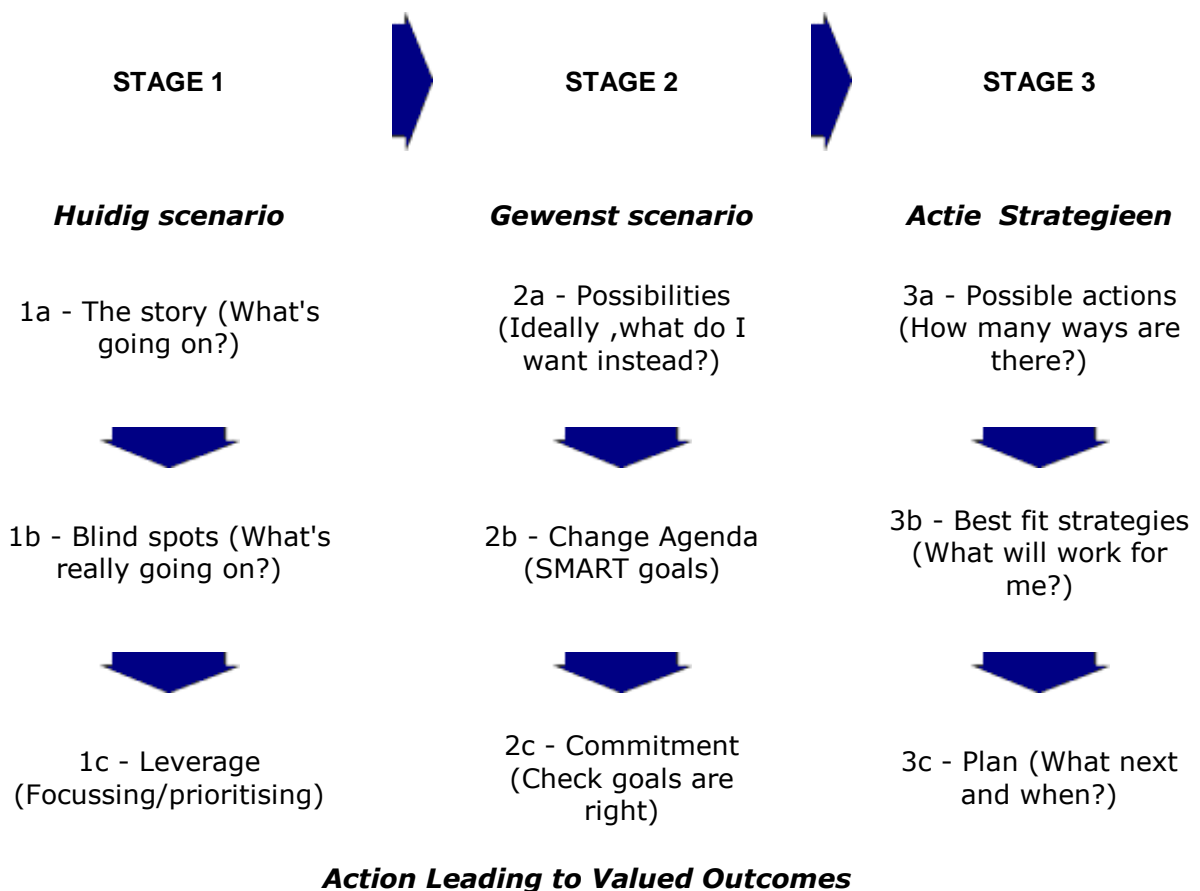 STAGE 1
STAGE 2
STAGE 3
Huidig scenario
Gewenst scenario
Actie Strategieen
1a - The story (What's
going on?)
2a - Possibilities
(Ideally ,what do I
want instead?)
3a - Possible actions
(How many ways are
there?)
1b - Blind spots (What's
really going on?)
2b - Change Agenda
(SMART goals)
3b - Best fit strategies
(What will work for
me?)
1c - Leverage
(Focussing/prioritising)
2c - Commitment
(Check goals are
right)
3c - Plan (What next
and when?)
Action Leading to Valued Outcomes